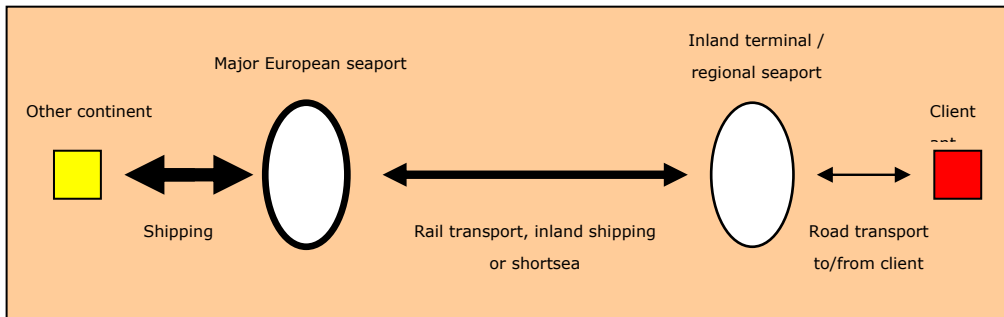 Inland terminal /
regional seaport
Major European seaport
Other continent
Client
Shipping
Rail transport, inland shipping
or shortsea
Road transport
to/from client